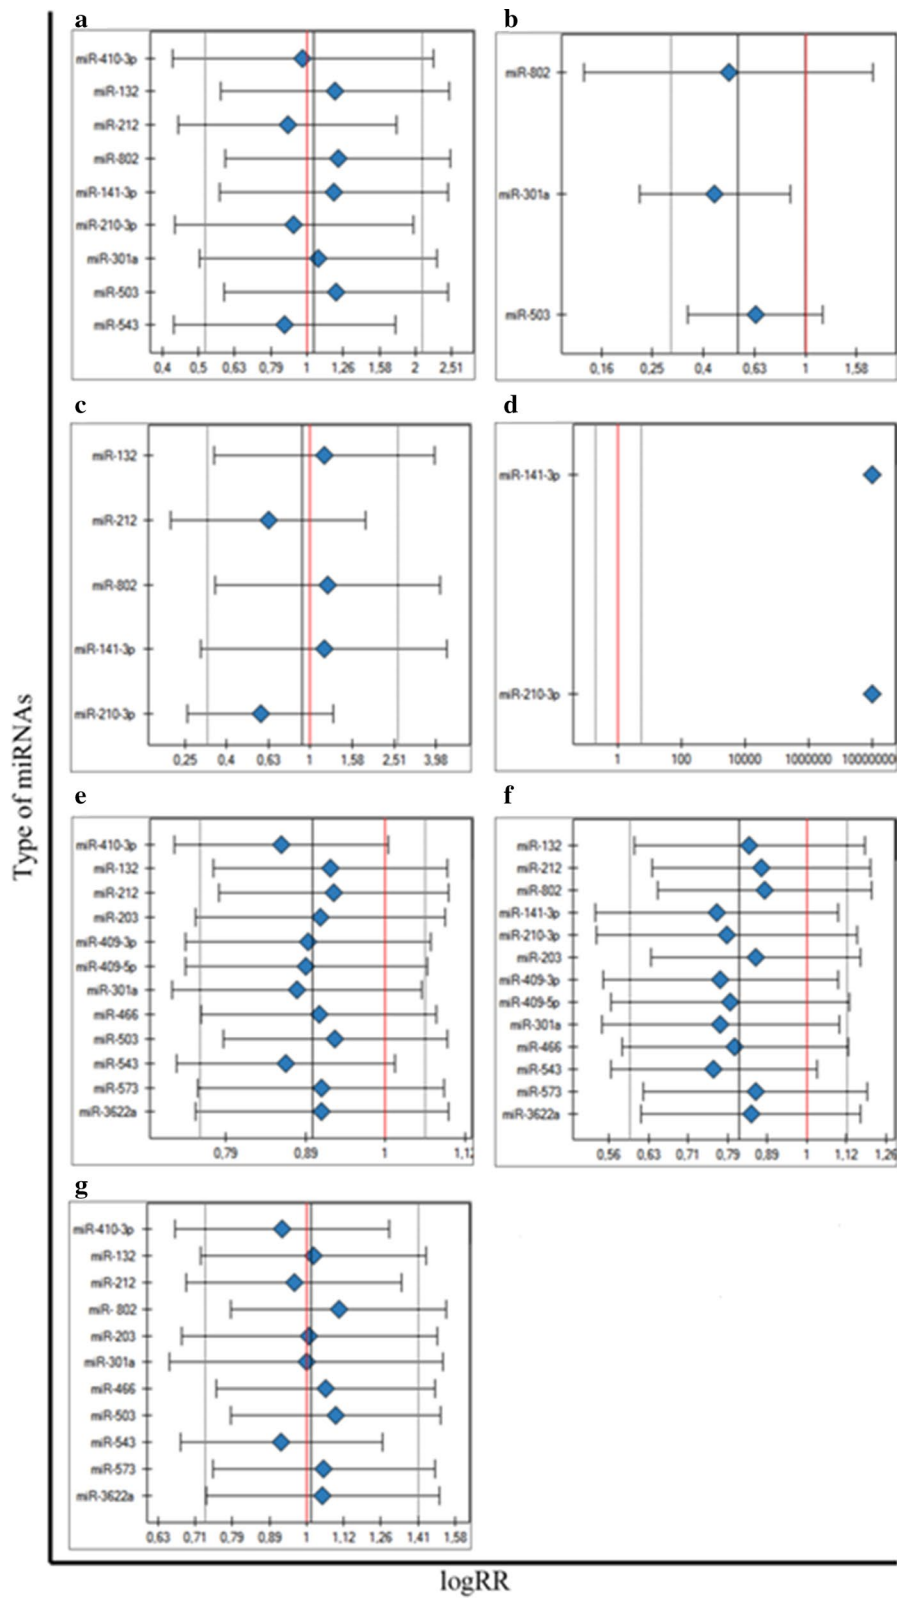 a
miR-410-3p
miR-132
miR-212
miR-802
miR-141-3p
miR-210-3p
miR-301a
miR-503
miR-543
0,4 0,5 0,63 0,79 1 1,26 1,58 2 2,51
b
miR-802
miR-301a
miR-503
0,16 0,25 0,4 0,63 1 1,58
c
miR-132
miR-212
miR-802
miR-141-3p
miR-210-3p
0,25 0,4 0,63 1 1,58 2,51 3,98
d
miR-141-3p
miR-210-3p
1 100 10000 1000000 100000000
e
miR-410-3p
miR-132
miR-212
miR-203
miR-409-3p
miR-409-5p
miR-301a
miR-466
miR-503
miR-543
miR-573
miR-3622a
0,79 0,89 1 1,12
f
miR-132
miR-212
miR-802
miR-141-3p
miR-210-3p
miR-203
miR-409-3p
miR-409-5p
miR-301a
miR-466
miR-543
miR-573
miR-3622a
0,56 0,63 0,71 0,79 0,89 1 1,12 1,26
g
miR-410-3p
miR-132
miR-212
miR- 802
miR-203
miR-301a
miR-466
miR-503
miR-543
miR-573
miR-3622a
0,63 0,71 0,79 0,89 1 1,12 1,26 1,41 1,58
Type of miRNAs
logRR